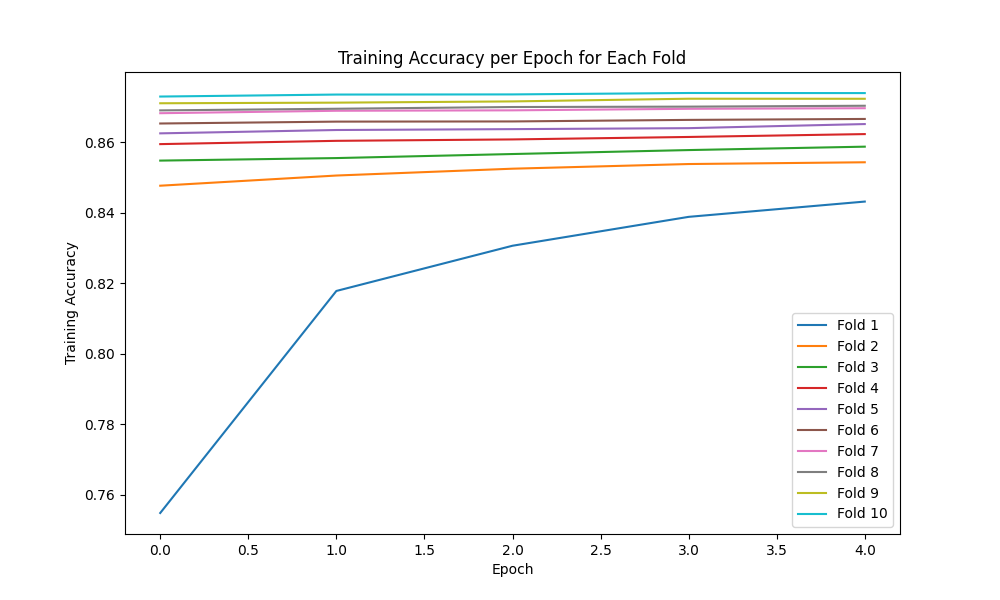 Training Accuracy per Epoch for Each Fold
Training Accuracy
0.86
0.84
0.82
0.80
0.78
0.76
Fold 1
Fold 2
Fold 3
Fold 4
Fold 5
Fold 6
Fold 7
Fold 8
Fold 9
Fold 10
0.0 0.5 1.0 1.5 2.0 2.5 3.0 3.5 4.0
Epoch